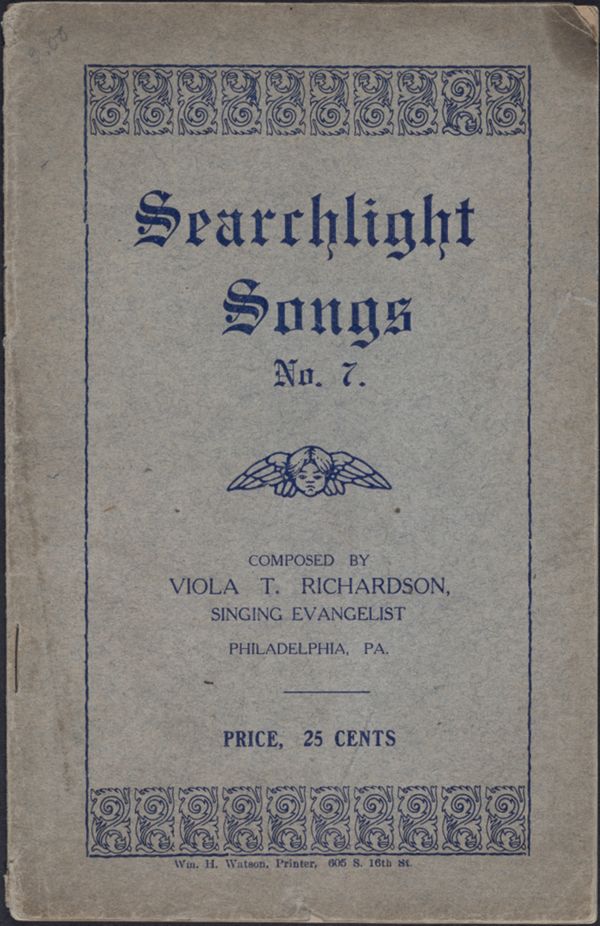 Searchlight
Songs
No. 7.
COMPOSED BY
VIOLA T. RICHARDSON,
SINGING EVANGELIST
PHILADELPHIA, PA.
PRICE, 25 CENTS
Wm. H. Watson, Printer, 605 S. 16th St.